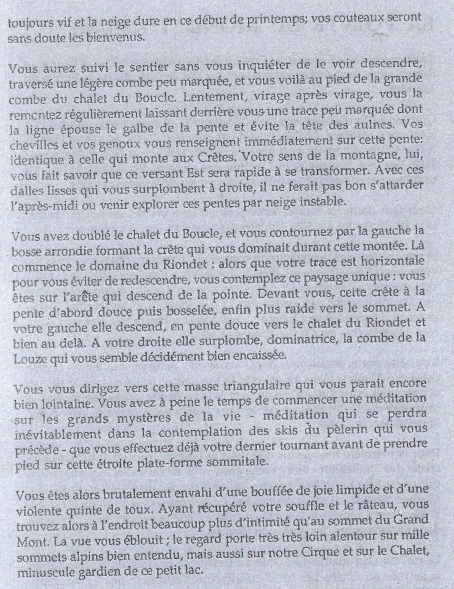 toujours vif et la neige dure en ce début de printemps; vos couteaux seront
sans doute les bienvenus.
Vous aurez suivi le sentier sans vous inquiéter de le voir descendre,
traversé une légère combe peu marquée, et vous voilà au pied de la grande
combe du chalet du Boucle. Lentement, virage après virage, vous la
remontez régulièrement laissant derrière vous une trace peu marquée dont
la ligne épouse le galbe de la pente et évite la tête des aulnes. Vos
chevilles et vos genoux vous renseignent immédiatement sur cette pente:
identique à celle qui monte aux Crêtes. Votre sens de la montagne, lui,
vous fait savoir que ce versant Est sera rapide à se transformer. Avec ces
dalles lisses qui vous surplombent à droite, il ne ferait pas bon s'attarder
l'après-midi ou venir explorer ces pentes par neige instable.
Vous avez doublé le chalet du Boucle, et vous contournez par la gauche la
bosse arrondie formant la crête qui vous dominait durant cette montée. Là
commence le domaine du Riondet : alors que votre trace est horizontale
pour vous éviter de redescendre, vous contemplez ce paysage unique : vous
êtes sur l'arête qui descend de la pointe. Devant vous, cette crête à la
pente d'abord douce puis bosselée, enfin plus raide vers le sommet. A
votre gauche elle descend, en pente douce vers le chalet du Riondet et
bien au delà. A votre droite elle surplombe, dominatrice, la combe de la
Louze qui vous semble décidément bien encaissée.
Vous vous dirigez vers cette masse triangulaire qui vous parait encore
bien lointaine. Vous avez à peine le temps de commencer une méditation
sur les grands mystères de la vie - méditation qui se perdra
inévitablement dans la contemplation des skis du pèlerin qui vous
précède - que vous effectuez déjà votre dernier tournant avant de prendre
pied sur cette étroite plate-forme sommitale.
Vous êtes alors brutalement envahi d'une bouffée de joie limpide et d'une
violente quinte de toux. Ayant récupéré votre souffle et le râteau, vous
trouvez alors à l'endroit beaucoup plus d'intimité qu'au sommet du Grand
Mont. La vue vous éblouit ; le regard porte très très loin alentour sur mille
sommets alpins bien entendu, mais aussi sur notre Cirque et sur le Chalet,
minuscule gardien de ce petit lac.